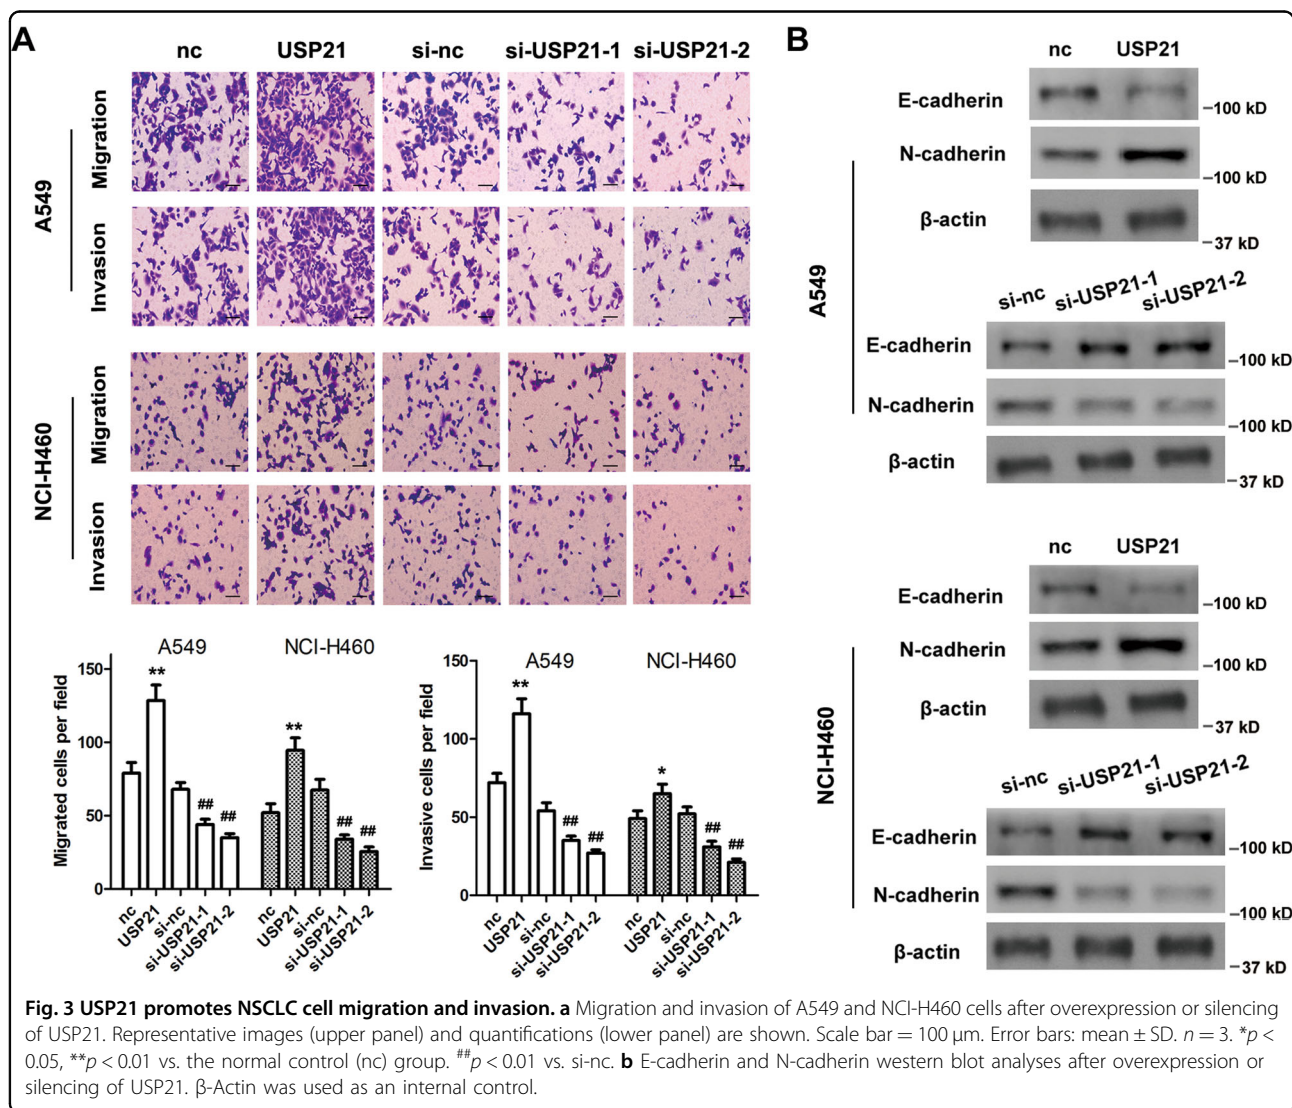 A
nc USP21 si-nc si-USP21-1 si-USP21-2
A549
Migration
Invasion
NCI-H460
Migration
Invasion
A549 NCI-H460
Migrated cells per field
150
100
50
0
**
##
##
**
##
##
nc USP21 si-nc si-USP21-1 si-USP21-2 nc USP21 si-nc si-USP21-1 si-USP21-2
A549 NCI-H460
Invasive cells per field
150
100
50
0
**
##
##
*
##
##
nc USP21 si-nc si-USP21-1 si-USP21-2 nc USP21 si-nc si-USP21-1 si-USP21-2
B
A549
nc USP21
E-cadherin –100 kD
N-cadherin –100 kD
β-actin –37 kD
si-nc si-USP21-1 si-USP21-2
E-cadherin –100 kD
N-cadherin –100 kD
β-actin –37 kD
NCI-H460
nc USP21
E-cadherin –100 kD
N-cadherin –100 kD
β-actin –37 kD
si-nc si-USP21-1 si-USP21-2
E-cadherin –100 kD
N-cadherin –100 kD
β-actin –37 kD
Fig. 3 USP21 promotes NSCLC cell migration and invasion. a Migration and invasion of A549 and NCI-H460 cells after overexpression or silencing
of USP21. Representative images (upper panel) and quantifications (lower panel) are shown. Scale bar = 100 μm. Error bars: mean ± SD. n = 3. *p <
0.05, **p < 0.01 vs. the normal control (nc) group. ##p < 0.01 vs. si-nc. b E-cadherin and N-cadherin western blot analyses after overexpression or
silencing of USP21. β-Actin was used as an internal control.